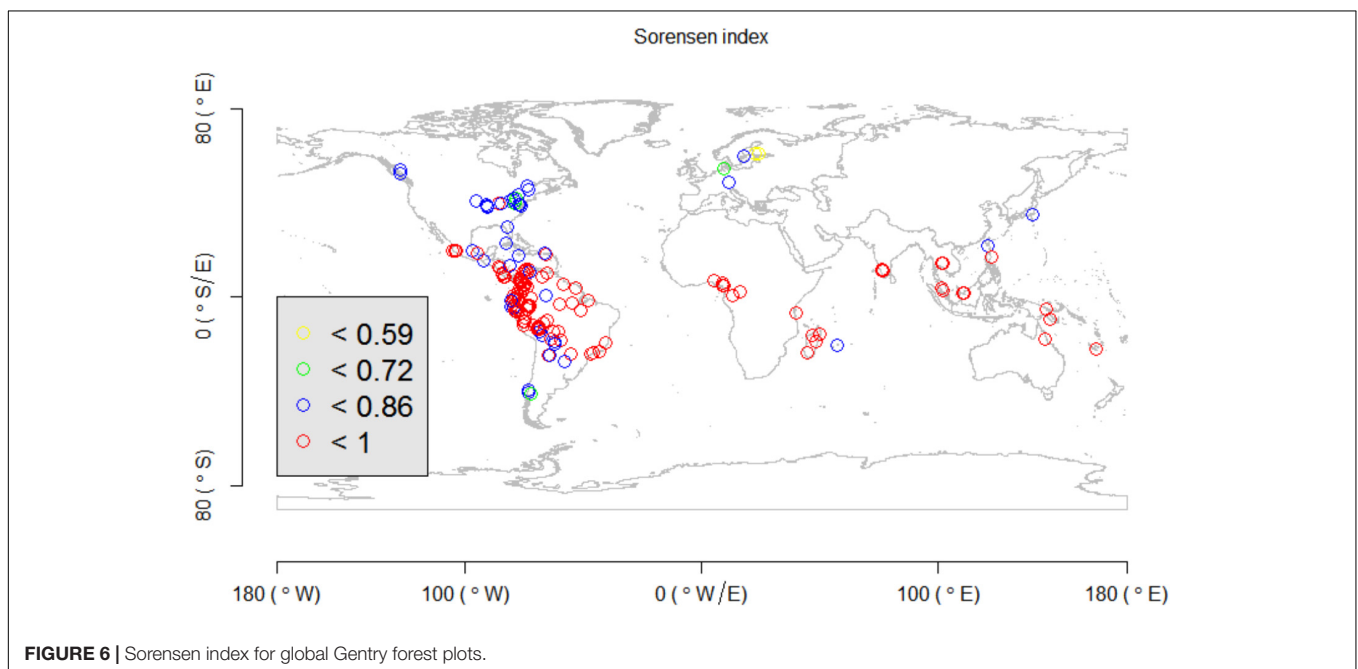 Sorensen index
80 ( ° E)
0 ( ° S/E)
80 ( ° S)
< 0.59
< 0.72
< 0.86
< 1
180 ( ° W)
100 ( ° W)
0 ( ° W/E)
100 ( ° E)
180 ( ° E)
FIGURE 6 | Sorensen index for global Gentry forest plots.